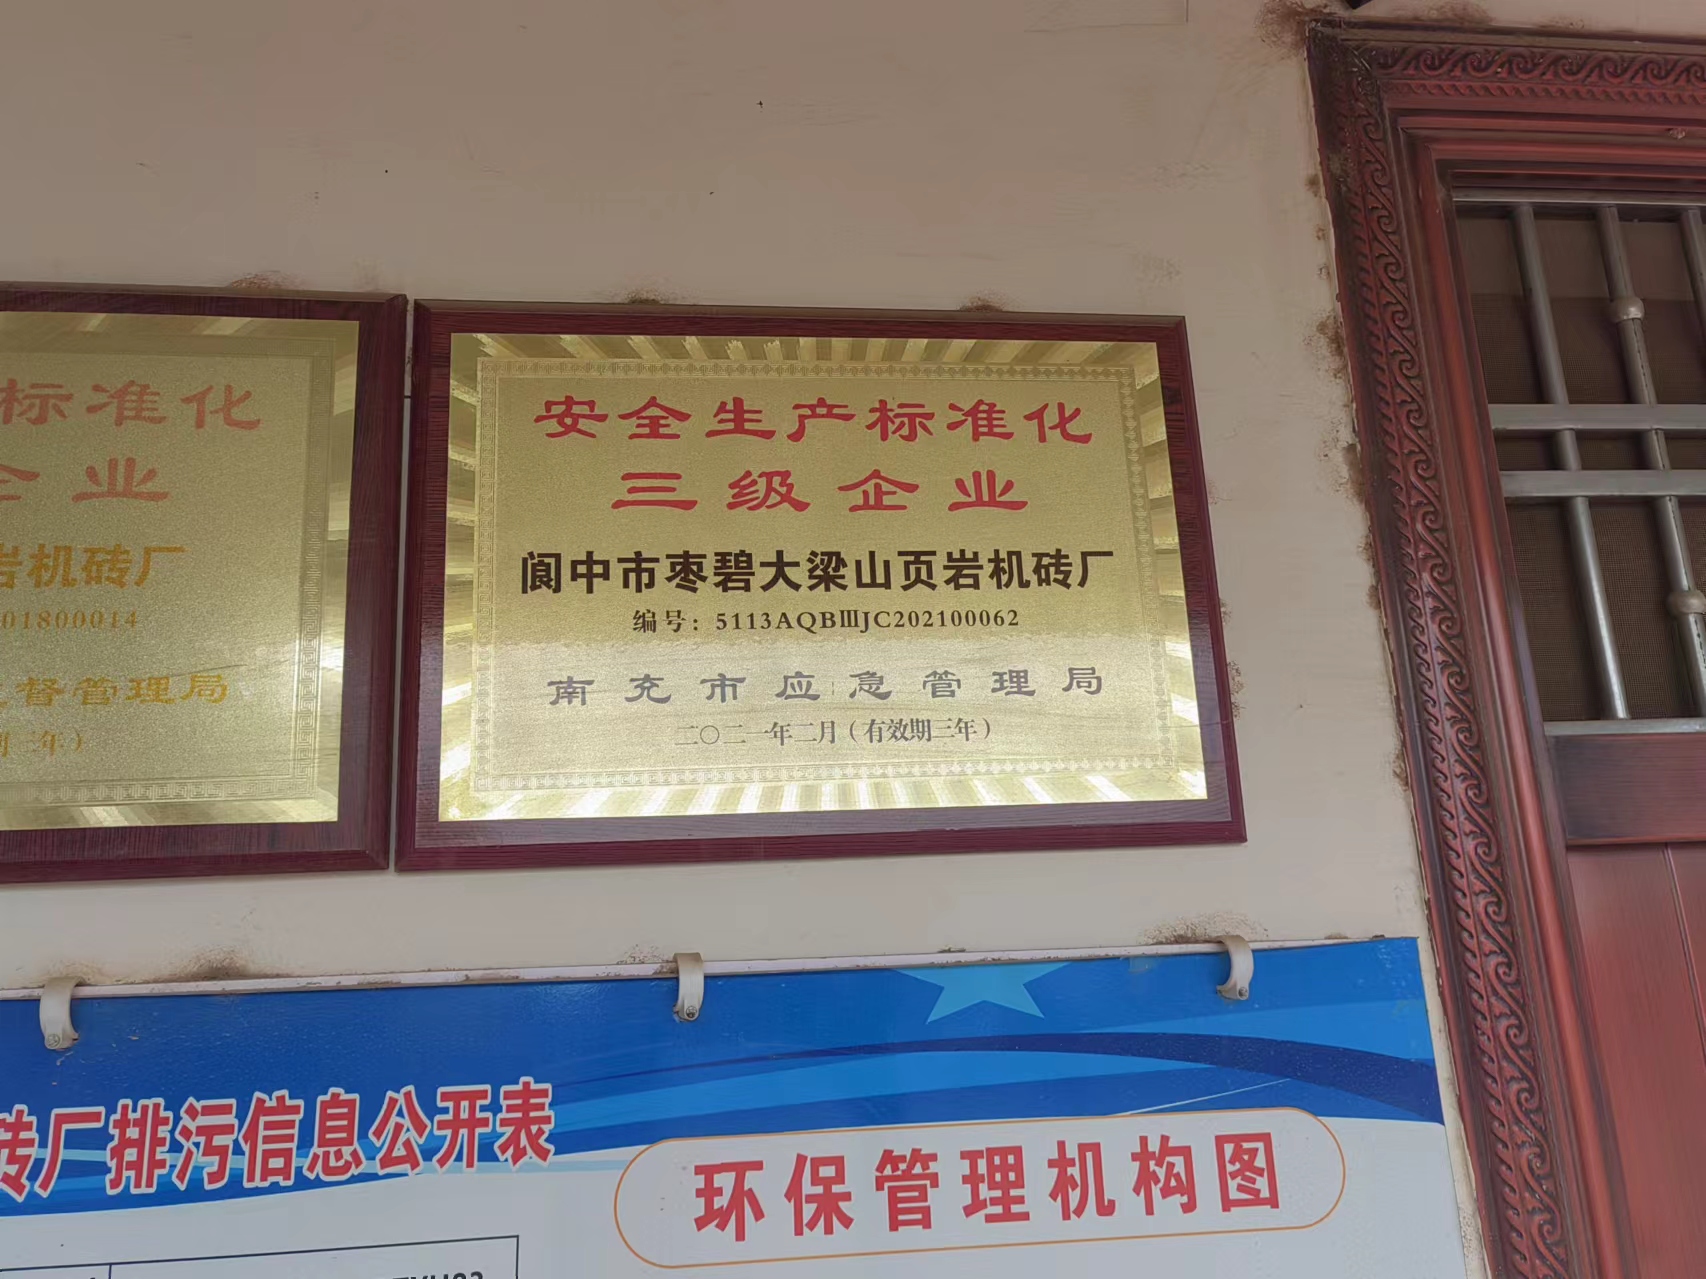 标准化
企业
岩机砖厂
01800014
督管理局
三年）
安全生产标准化
三级企业
阆中市枣碧大梁山页岩机砖厂
编号：5113AQBⅢJC202100062
南充市应急管理局
二〇二一年二月（有效期三年）
砖厂排污信息公开表
环保管理机构图